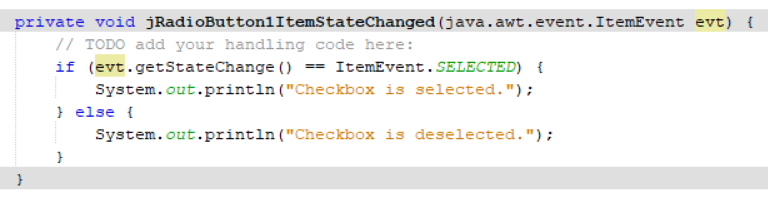 private void jRadioButton1ItemStateChanged(java.awt.event.ItemEvent evt) {
    // TODO add your handling code here:
    if (evt.getStateChange() == ItemEvent.SELECTED) {
        System.out.println("Checkbox is selected.");
    } else {
        System.out.println("Checkbox is deselected.");
    }
}